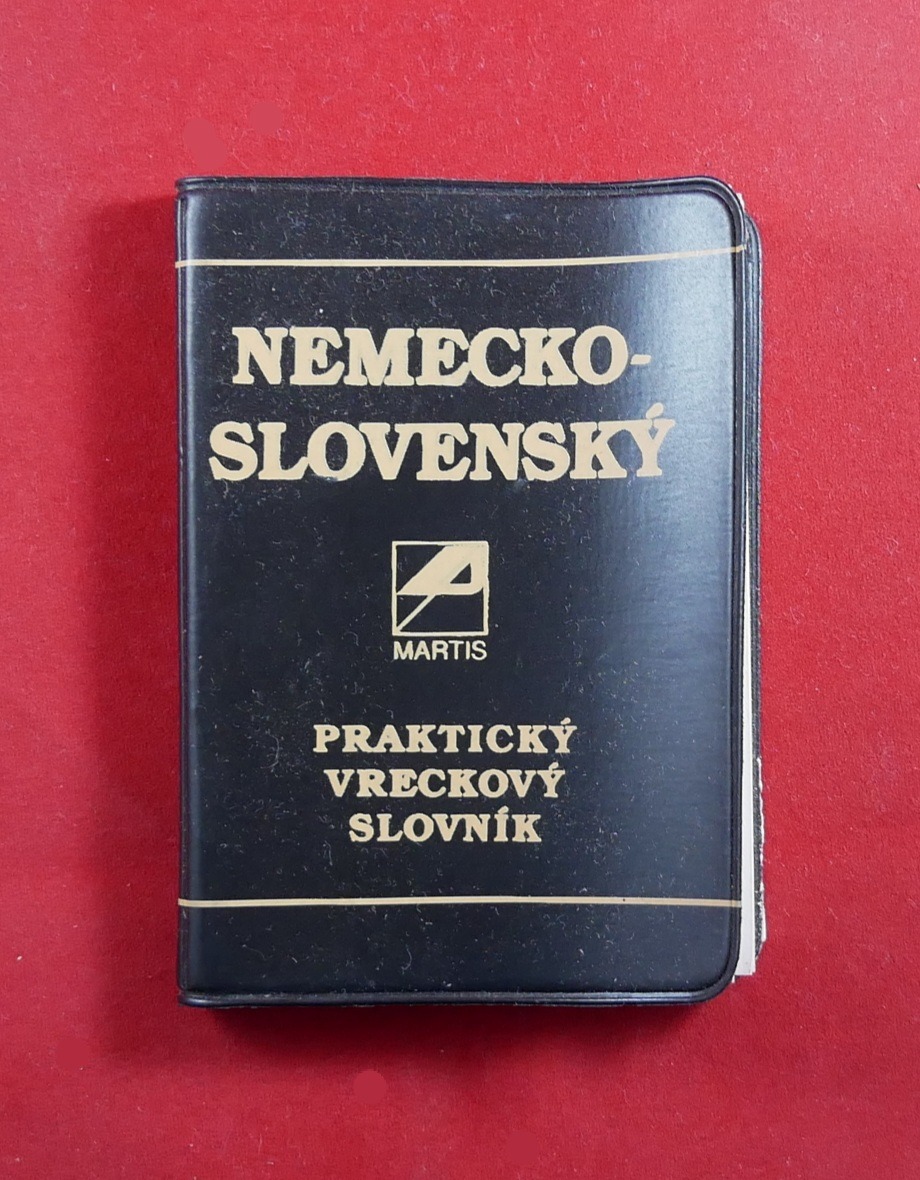 NEMECKO-
SLOVENSKÝ
MARTIS
PRAKTICKÝ
VRECKOVÝ
SLOVNÍK